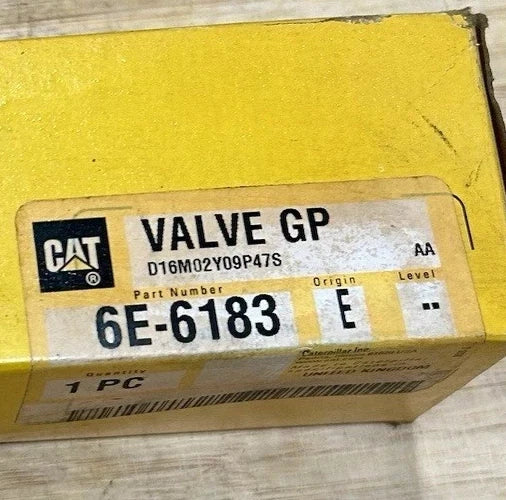 CAT
®
VALVE GP
D16M02Y09P47S
AA
Part Number
Origin
Level
6E-6183
E
--
Quantity
1 PC
Caterpillar Inc.
UNITED KINGDOM